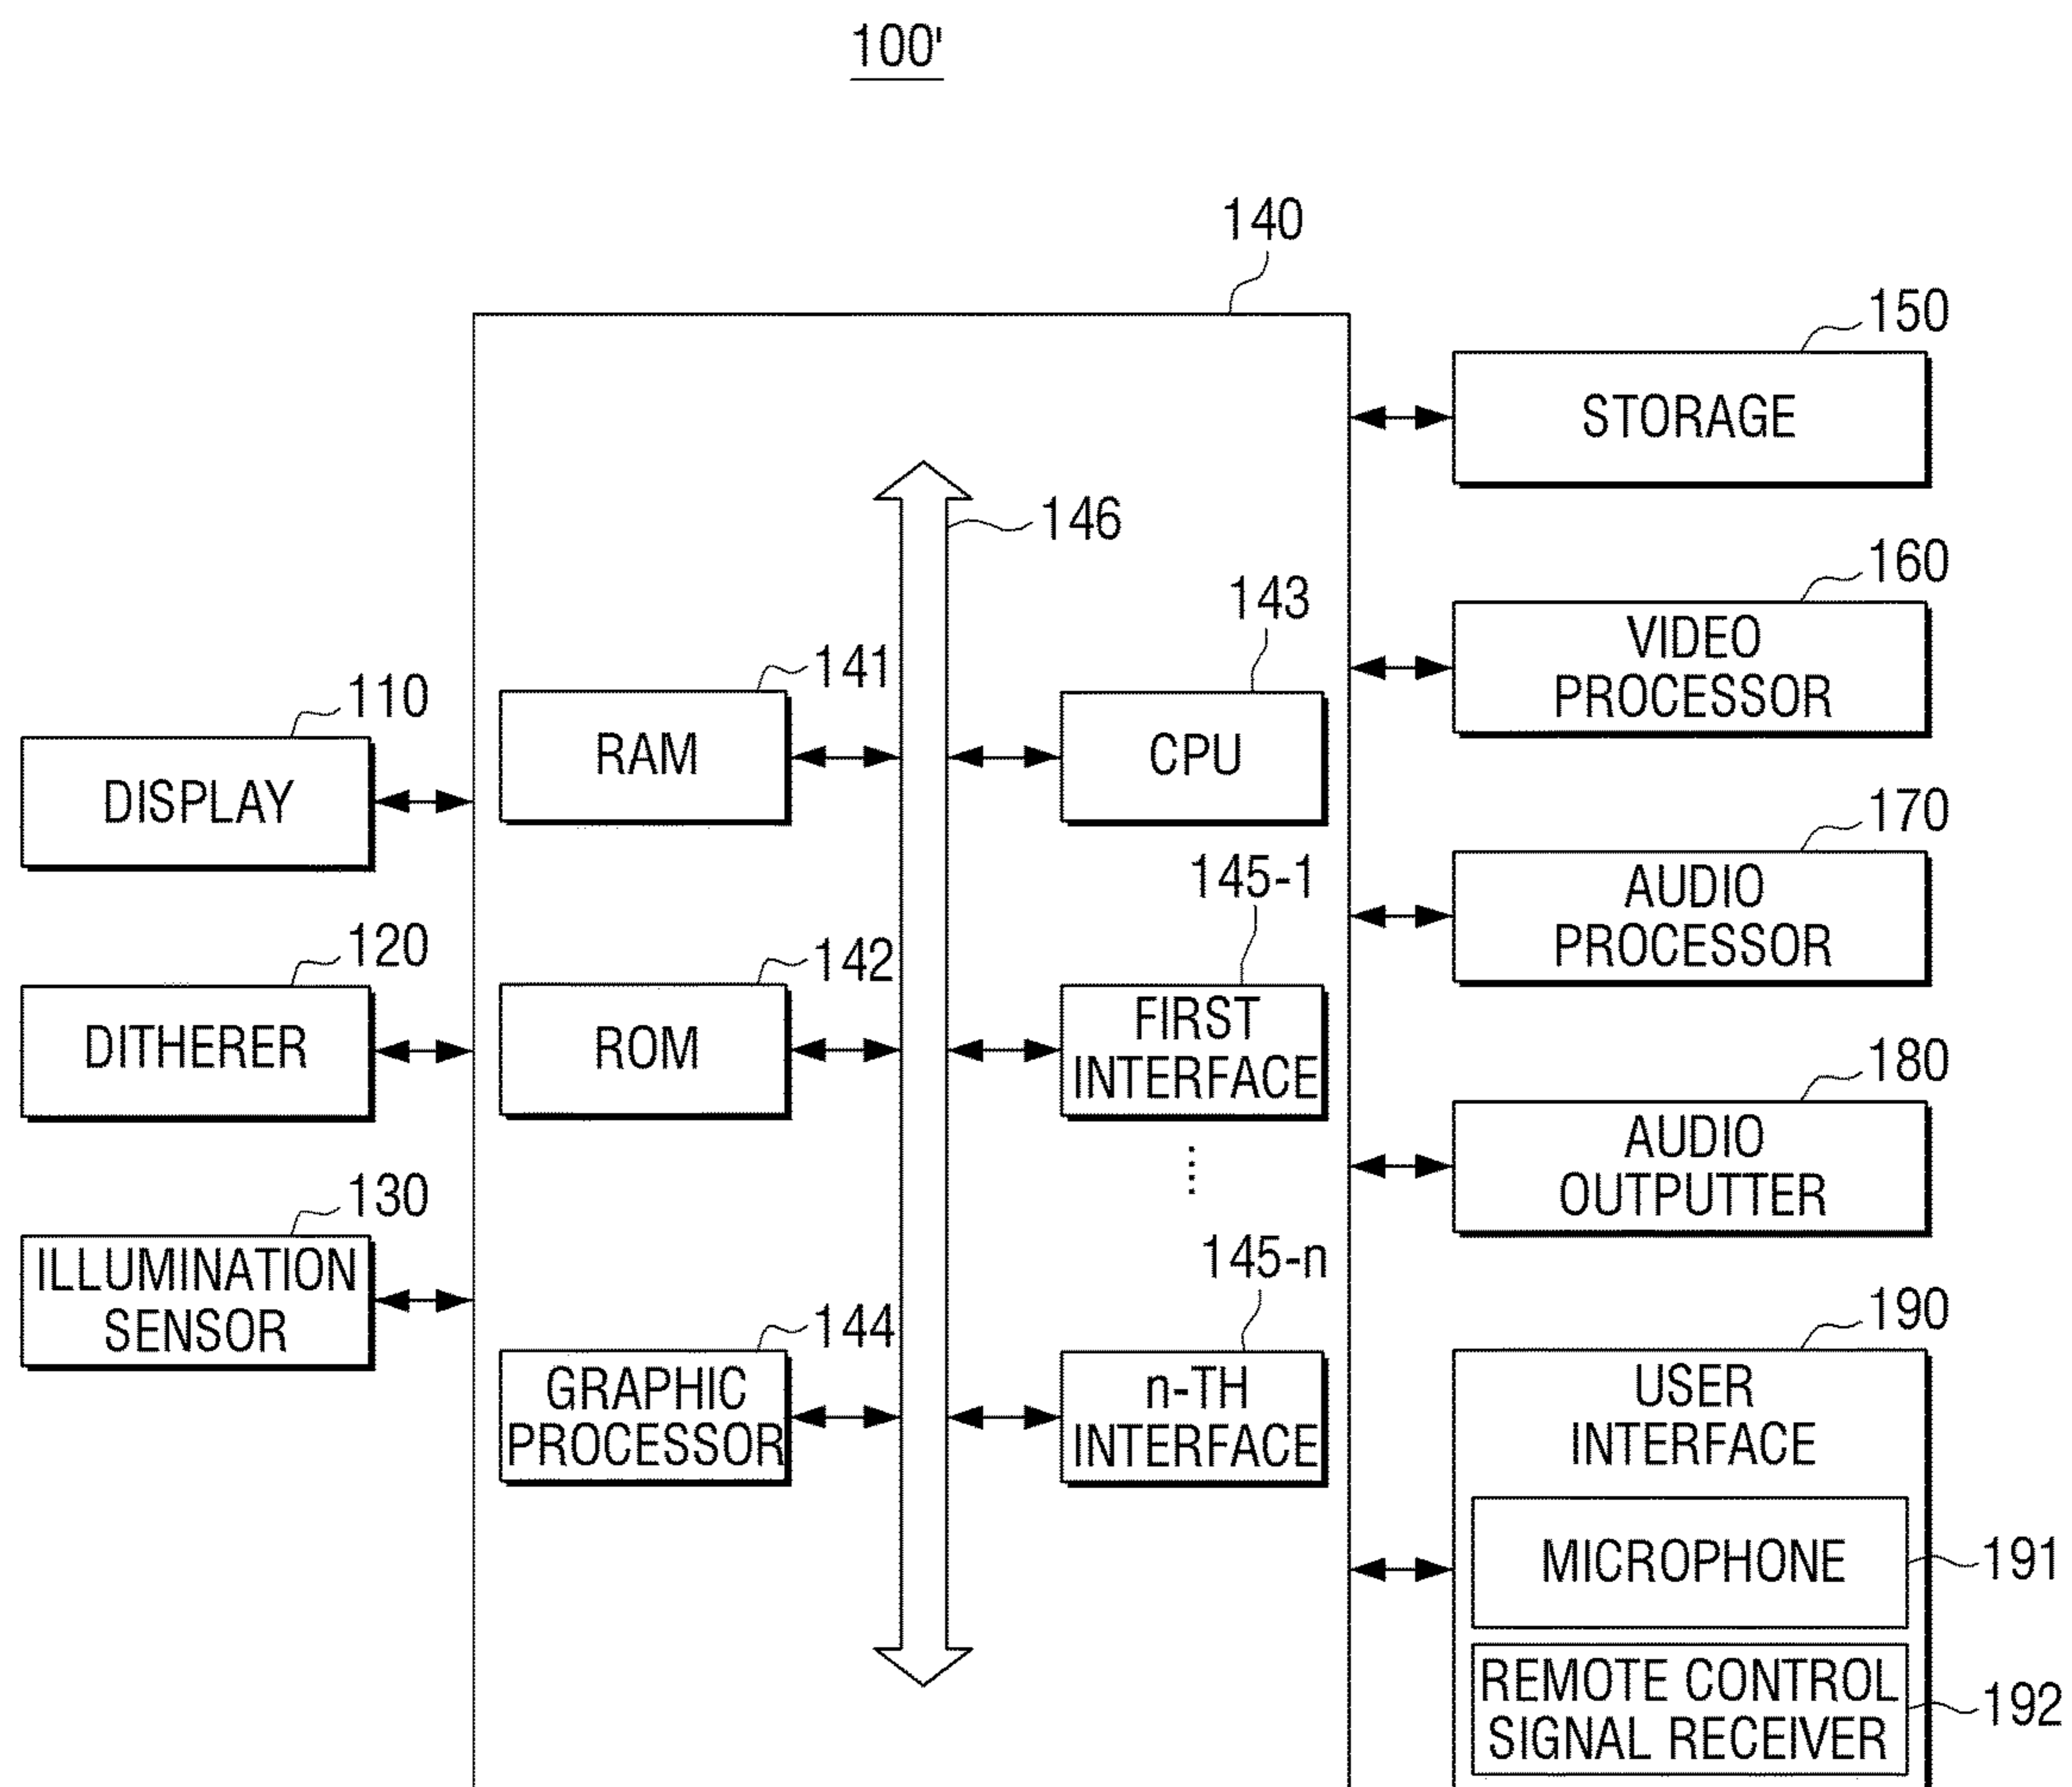 100'
140
150
STORAGE
146
160
VIDEO
PROCESSOR
143
141
110
RAM
CPU
DISPLAY
170
AUDIO
PROCESSOR
145-1
120
142
FIRST
INTERFACE
DITHERER
ROM
180
AUDIO
OUTPUTTER
130
ILLUMINATION
SENSOR
145-n
144
190
GRAPHIC
PROCESSOR
n-TH
INTERFACE
USER
INTERFACE
MICROPHONE
191
REMOTE CONTROL
SIGNAL RECEIVER
192